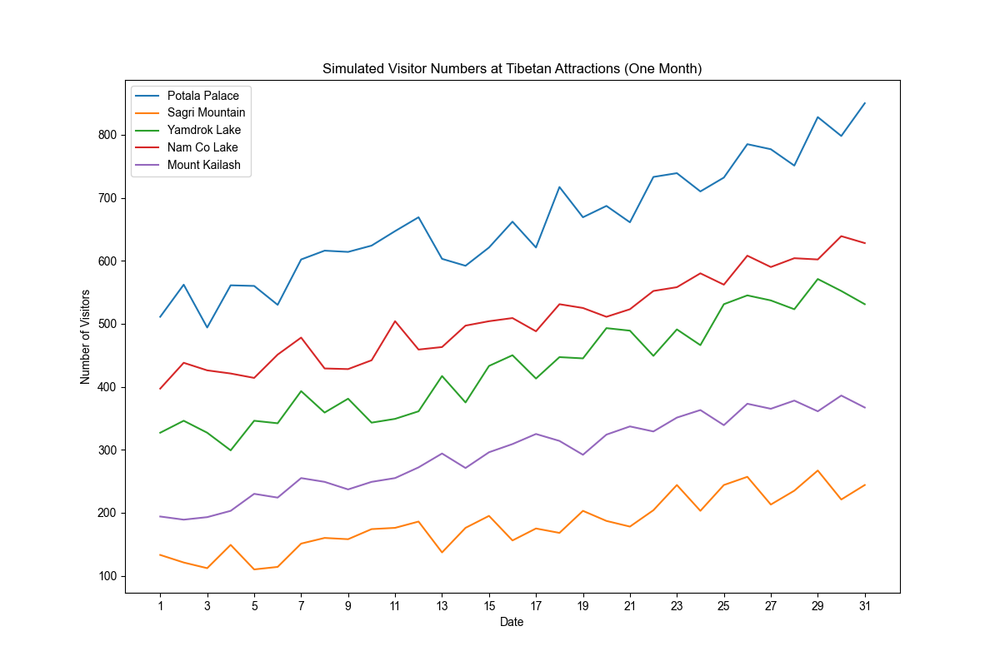 Simulated Visitor Numbers at Tibetan Attractions (One Month)
Potala Palace
Sagri Mountain
Yamdrok Lake
Nam Co Lake
Mount Kailash
Number of Visitors
800
700
600
500
400
300
200
100
1 3 5 7 9 11 13 15 17 19 21 23 25 27 29 31
Date